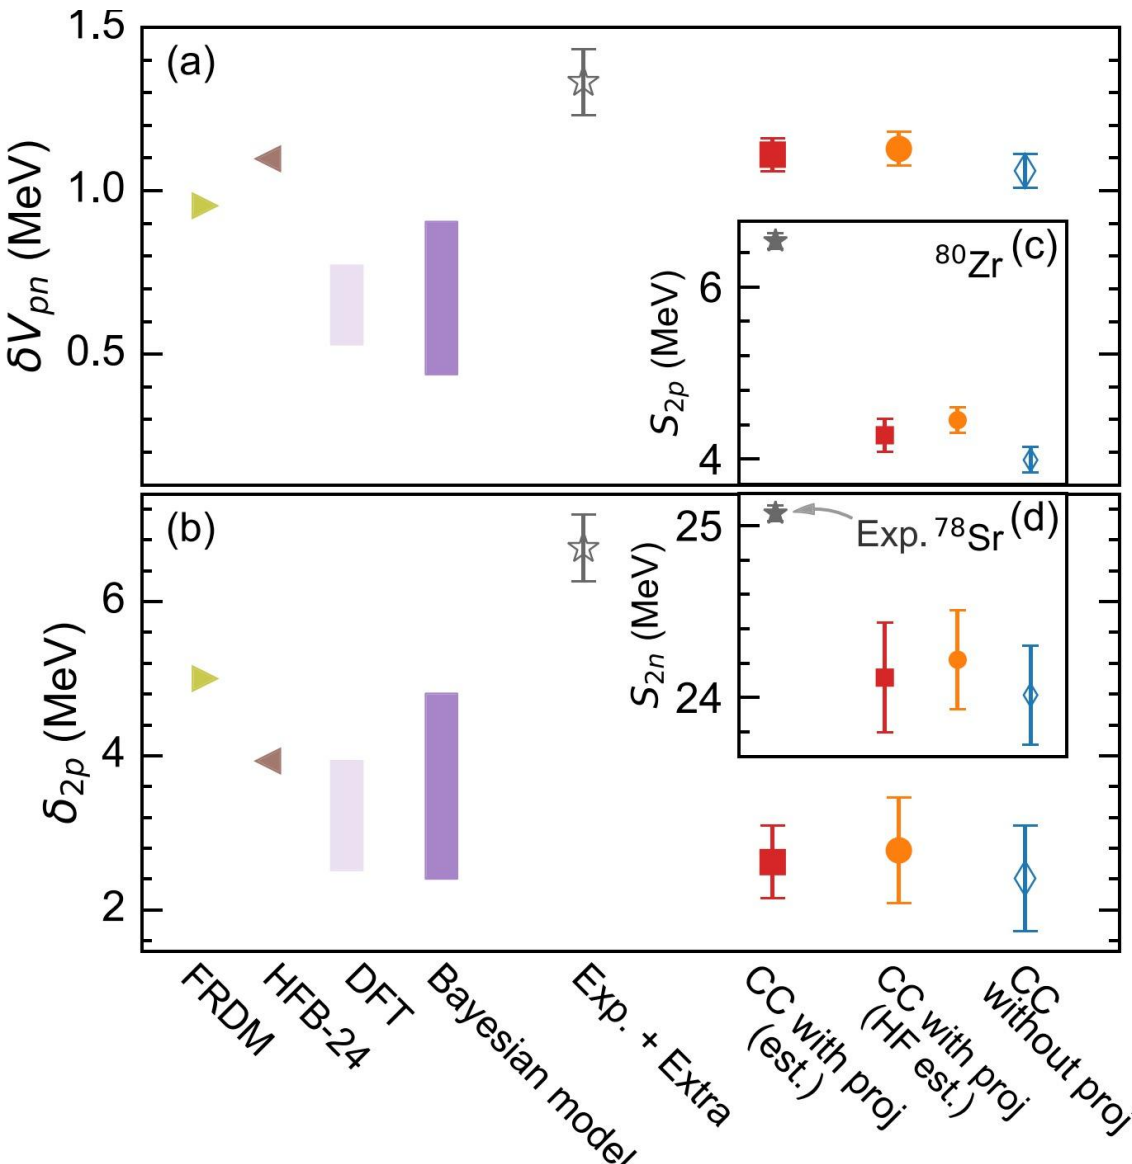 1.5
(a)
1.0
0.5
δV_pn (MeV)
⁸⁰Zr (c)
6
4
S_2p (MeV)
(b)
6
4
2
δ_2p (MeV)
25
24
S_2n (MeV)
Exp. ⁷⁸Sr (d)
FRDM
HFB-24
DFT
Bayesian model
Exp. + Extra
CC with proj
(est.)
CC with proj
(HF est.)
CC
without proj